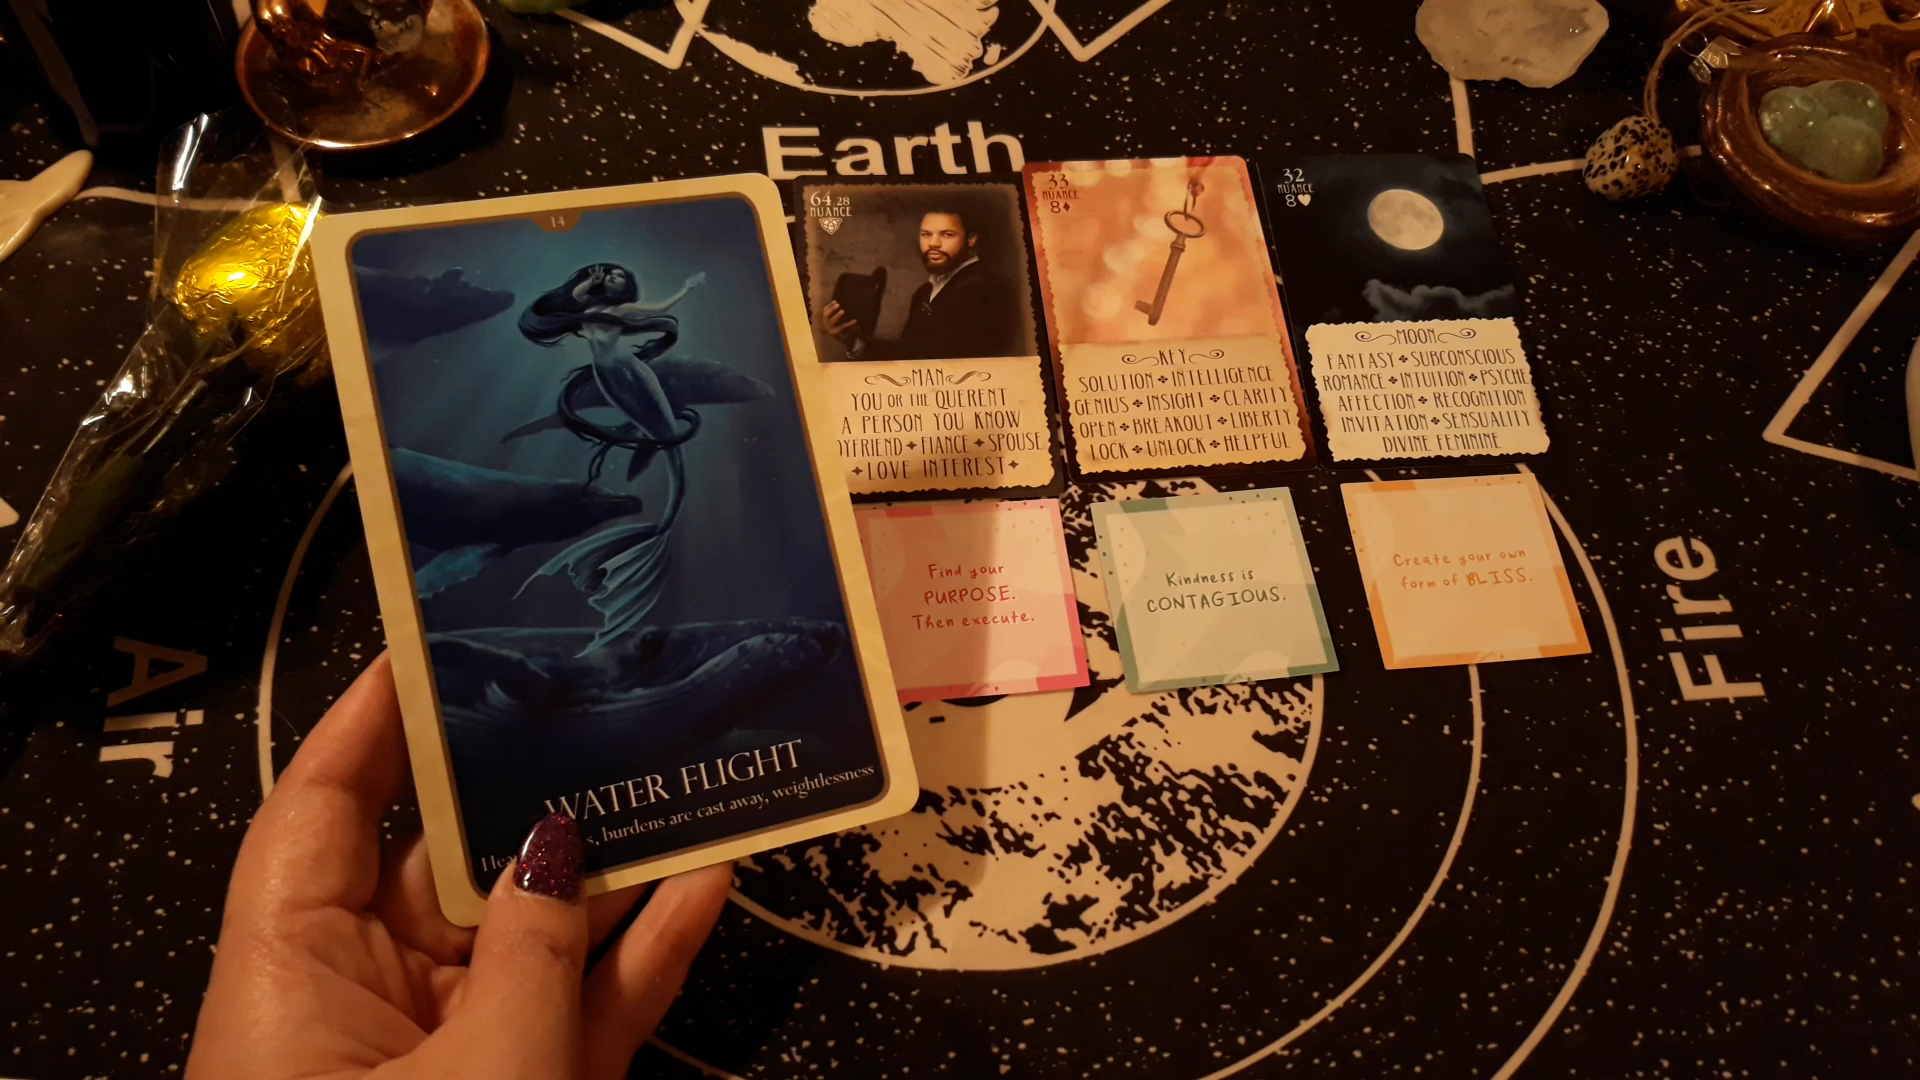 Earth
Air
Fire
14
WATER FLIGHT
burdens are cast away, weightlessness
64.28
NUANCE
MAN
YOU OR THE QUERENT
A PERSON YOU KNOW
OYFRIEND ✦ FIANCE ✦ SPOUSE
✦ LOVE INTEREST ✦
33
NUANCE
8♦
KEY
SOLUTION ✦ INTELLIGENCE
GENIUS ✦ INSIGHT ✦ CLARITY
OPEN ✦ BREAKOUT ✦ LIBERTY
LOCK ✦ UNLOCK ✦ HELPFUL
32
NUANCE
8♥
MOON
FANTASY ✦ SUBCONSCIOUS
ROMANCE ✦ INTUITION ✦ PSYCHE
AFFECTION ✦ RECOGNITION
INVITATION ✦ SENSUALITY
DIVINE FEMININE
Find your
PURPOSE.
Then execute.
Kindness is
CONTAGIOUS.
Create your own
form of BLISS.